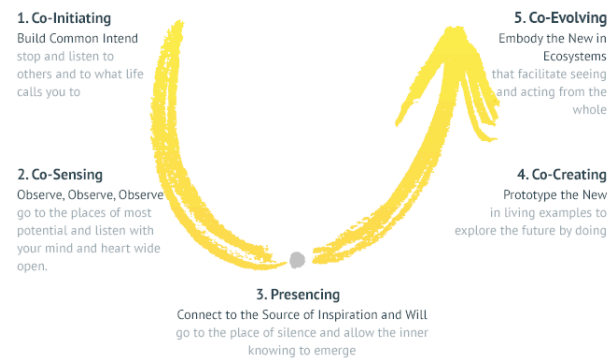 1. Co-Initiating
Build Common Intend
stop and listen to
others and to what life
calls you to
2. Co-Sensing
Observe, Observe, Observe
go to the places of most
potential and listen with
your mind and heart wide
open.
3. Presencing
Connect to the Source of Inspiration and Will
go to the place of silence and allow the inner
knowing to emerge
4. Co-Creating
Prototype the New
in living examples to
explore the future by doing
5. Co-Evolving
Embody the New in
Ecosystems
that facilitate seeing
and acting from the
whole